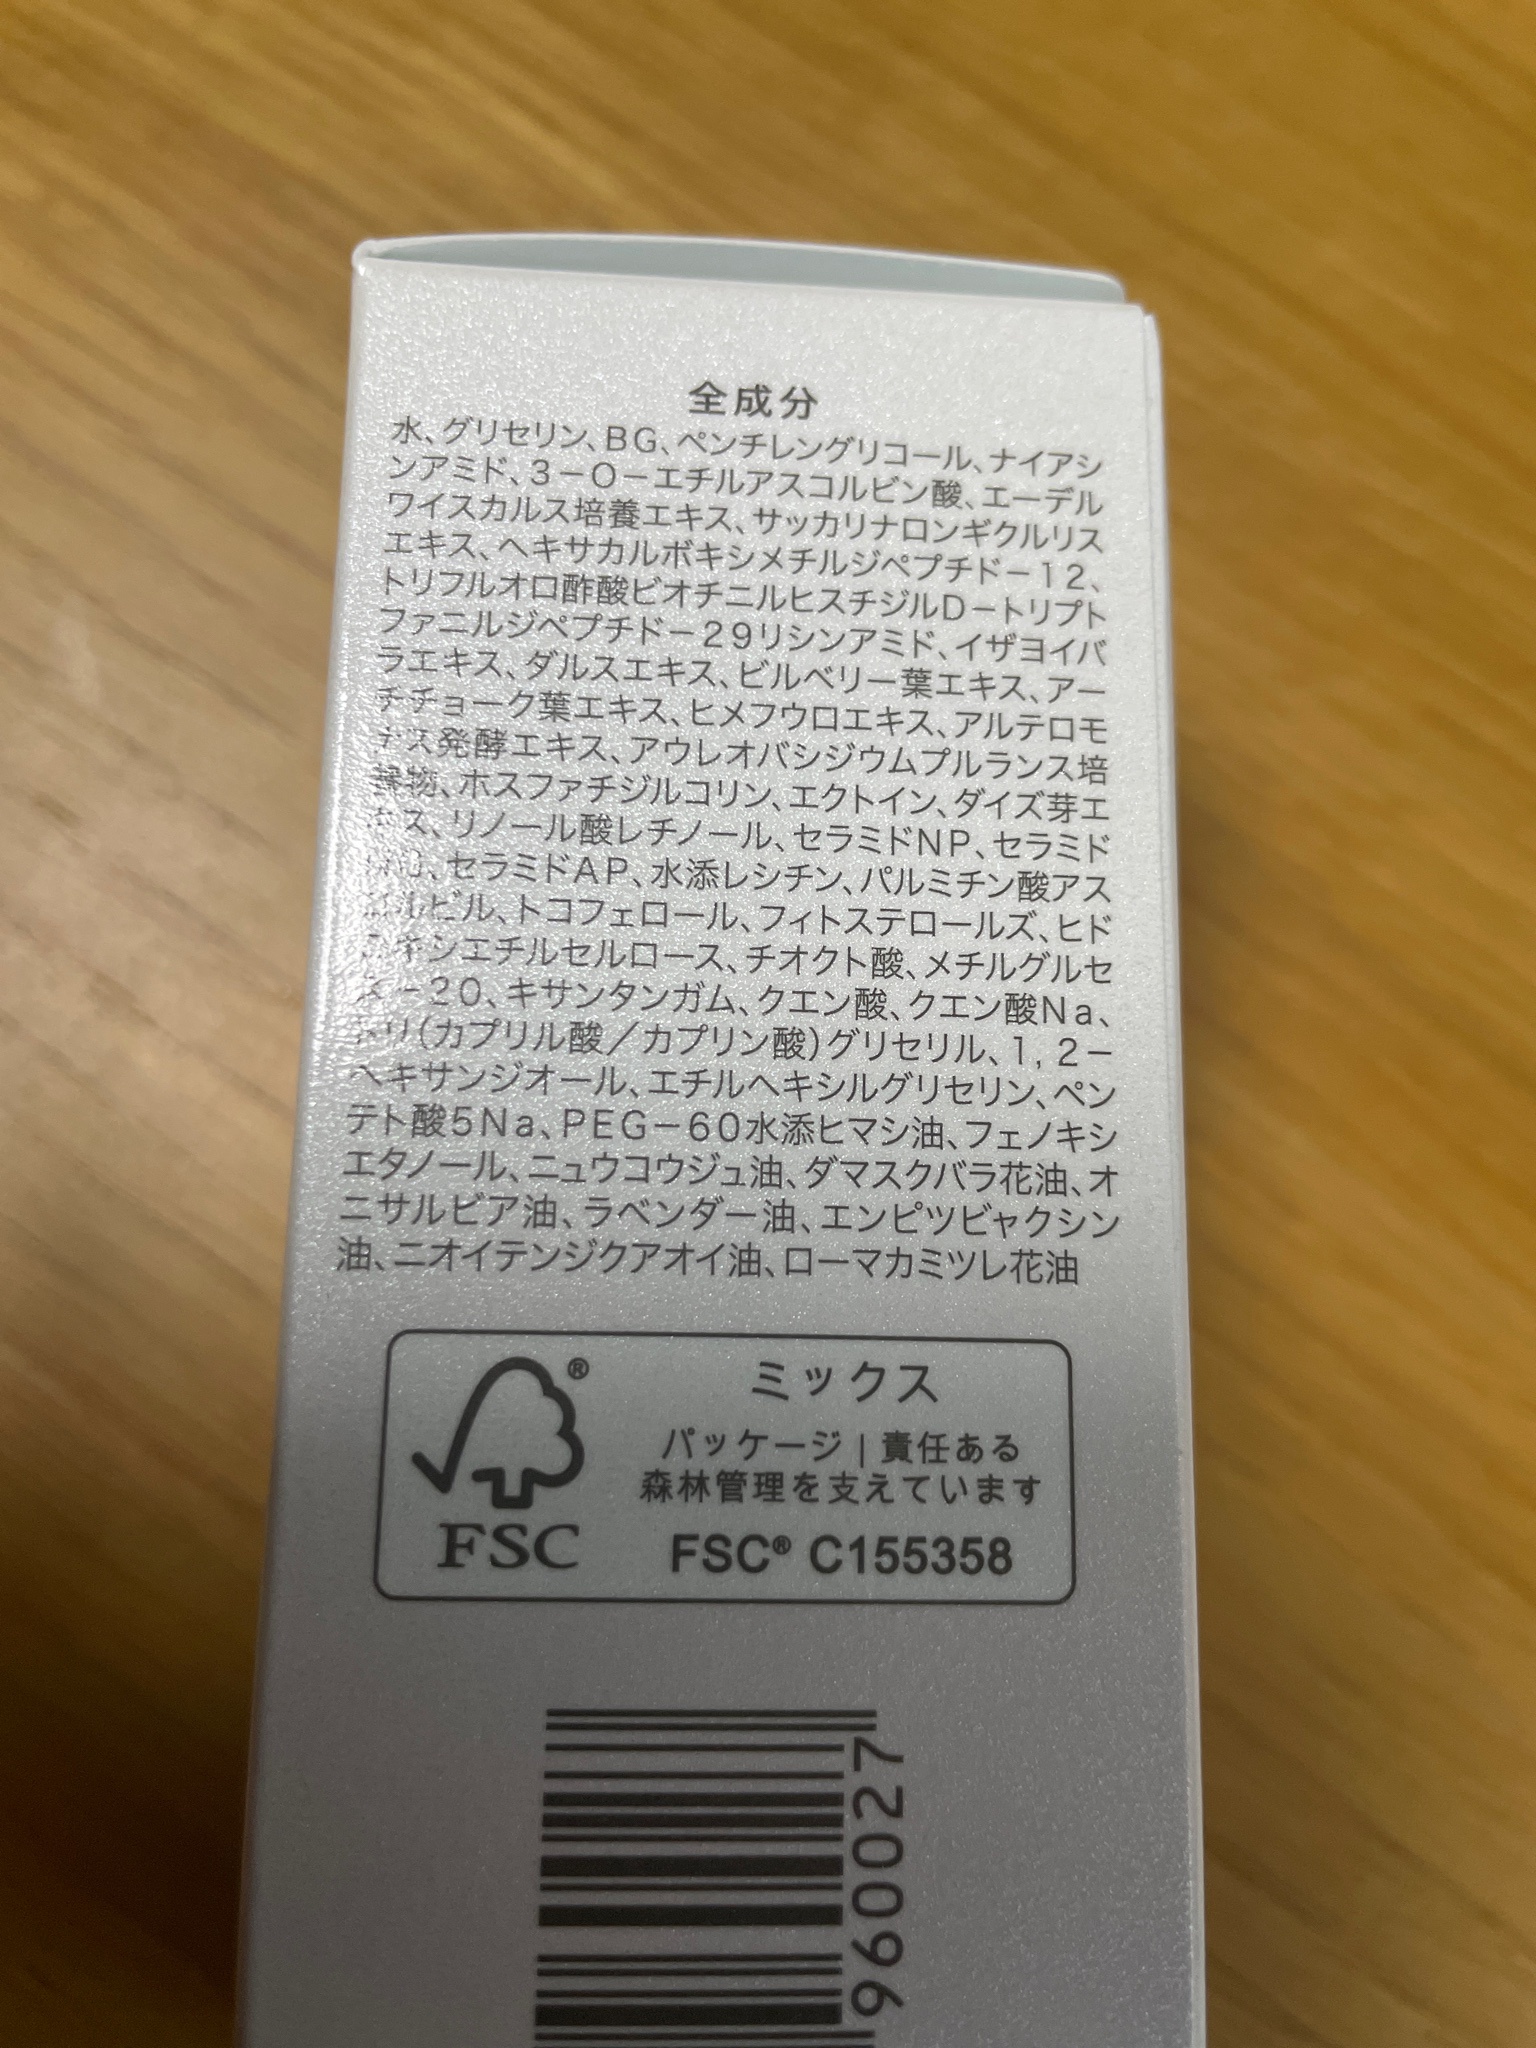 全成分
水、グリセリン、BG、ペンチレングリコール、ナイアシ
ンアミド、3－O－エチルアスコルビン酸、エーデル
ワイスカルス培養エキス、サッカリナロンギクルリス
エキス、ヘキサカルボキシメチルジペプチド－12、
トリフルオロ酢酸ビオチニルヒスチジルD－トリプト
ファニルジペプチド－29リシンアミド、イザヨイバ
ラエキス、ダルスエキス、ビルベリー葉エキス、アー
チチョーク葉エキス、ヒメフウロエキス、アルテロモ
ナス発酵エキス、アウレオバシジウムプルランス培
養物、ホスファチジルコリン、エクトイン、ダイズ芽エ
キス、リノール酸レチノール、セラミドNP、セラミド
、セラミドAP、水添レシチン、パルミチン酸アス
コルビル、トコフェロール、フィトステロールズ、ヒド
ロキシエチルセルロース、チオクト酸、メチルグルセ
ス－20、キサンタンガム、クエン酸、クエン酸Na、
トリ（カプリル酸／カプリン酸）グリセリル、1，2－
ヘキサンジオール、エチルヘキシルグリセリン、ペン
テト酸5Na、PEG－60水添ヒマシ油、フェノキシ
エタノール、ニュウコウジュ油、ダマスクバラ花油、オ
ニサルビア油、ラベンダー油、エンピツビャクシン
油、ニオイテンジクアオイ油、ローマカミツレ花油
®
FSC
ミックス
パッケージ | 責任ある
森林管理を支えています
FSC® C155358
960027